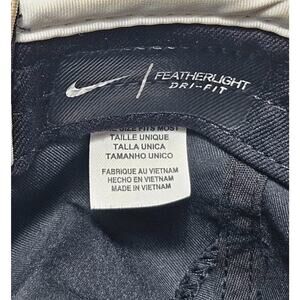 FEATHERLIGHT
DRI-FIT
SIZE FITS MOST
TAILLE UNIQUE
TALLA UNICA
TAMANHO UNICO
FABRIQUE AU VIETNAM
HECHO EN VIETNAM
MADE IN VIETNAM